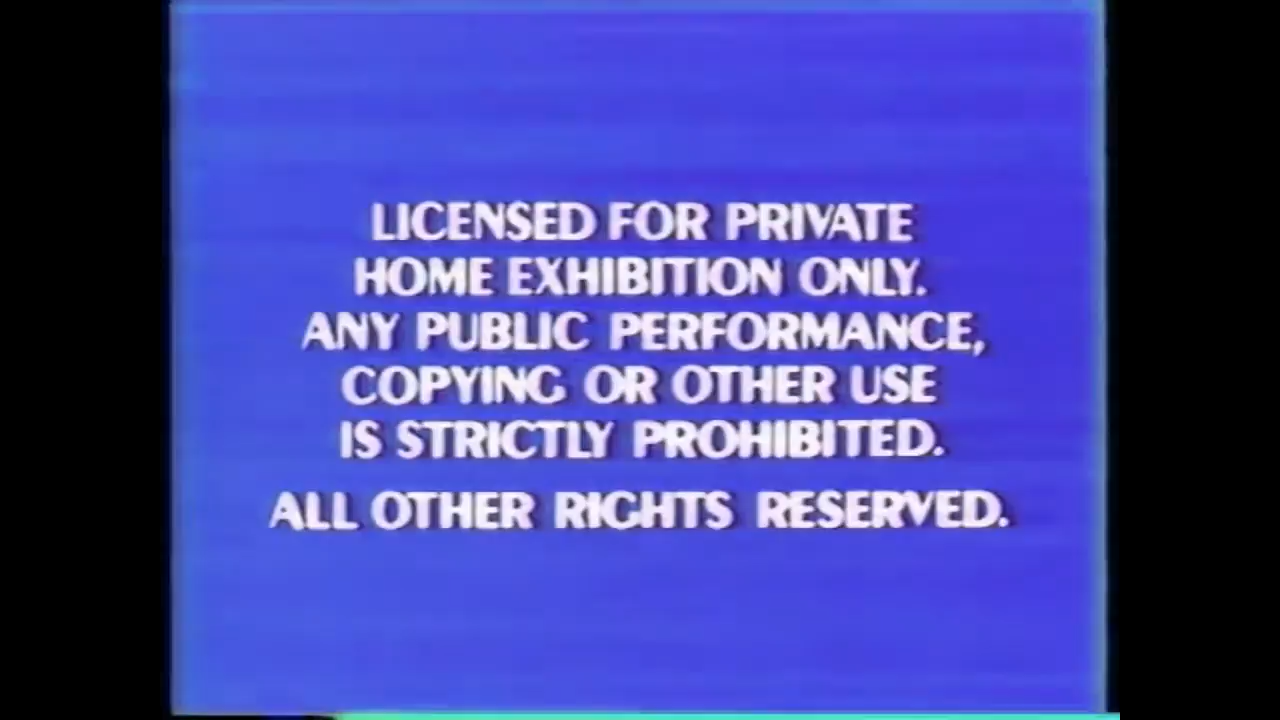 LICENSED FOR PRIVATE
HOME EXHIBITION ONLY.
ANY PUBLIC PERFORMANCE,
COPYING OR OTHER USE
IS STRICTLY PROHIBITED.
ALL OTHER RIGHTS RESERVED.